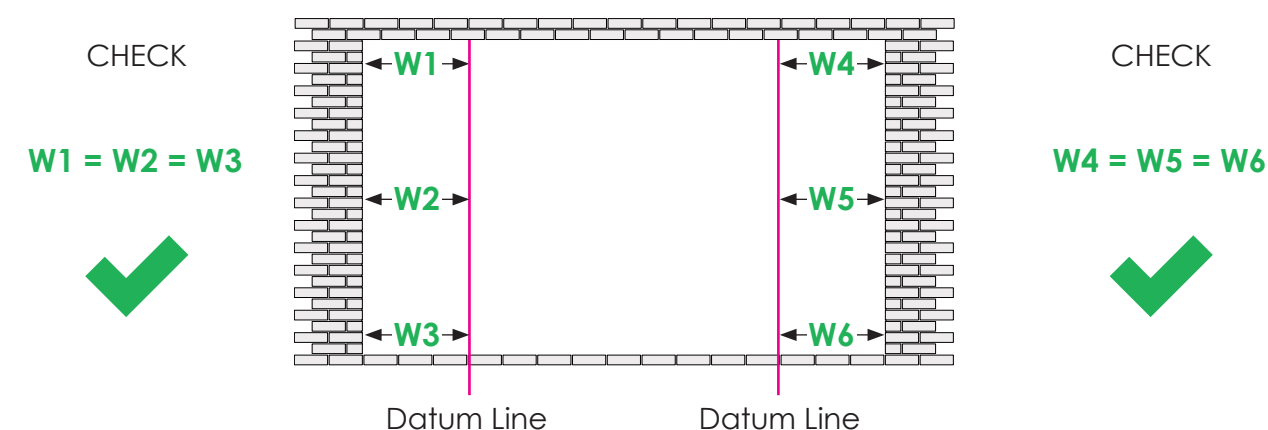 CHECK
W1 = W2 = W3
W1
W2
W3
W4
W5
W6
CHECK
W4 = W5 = W6
Datum Line
Datum Line